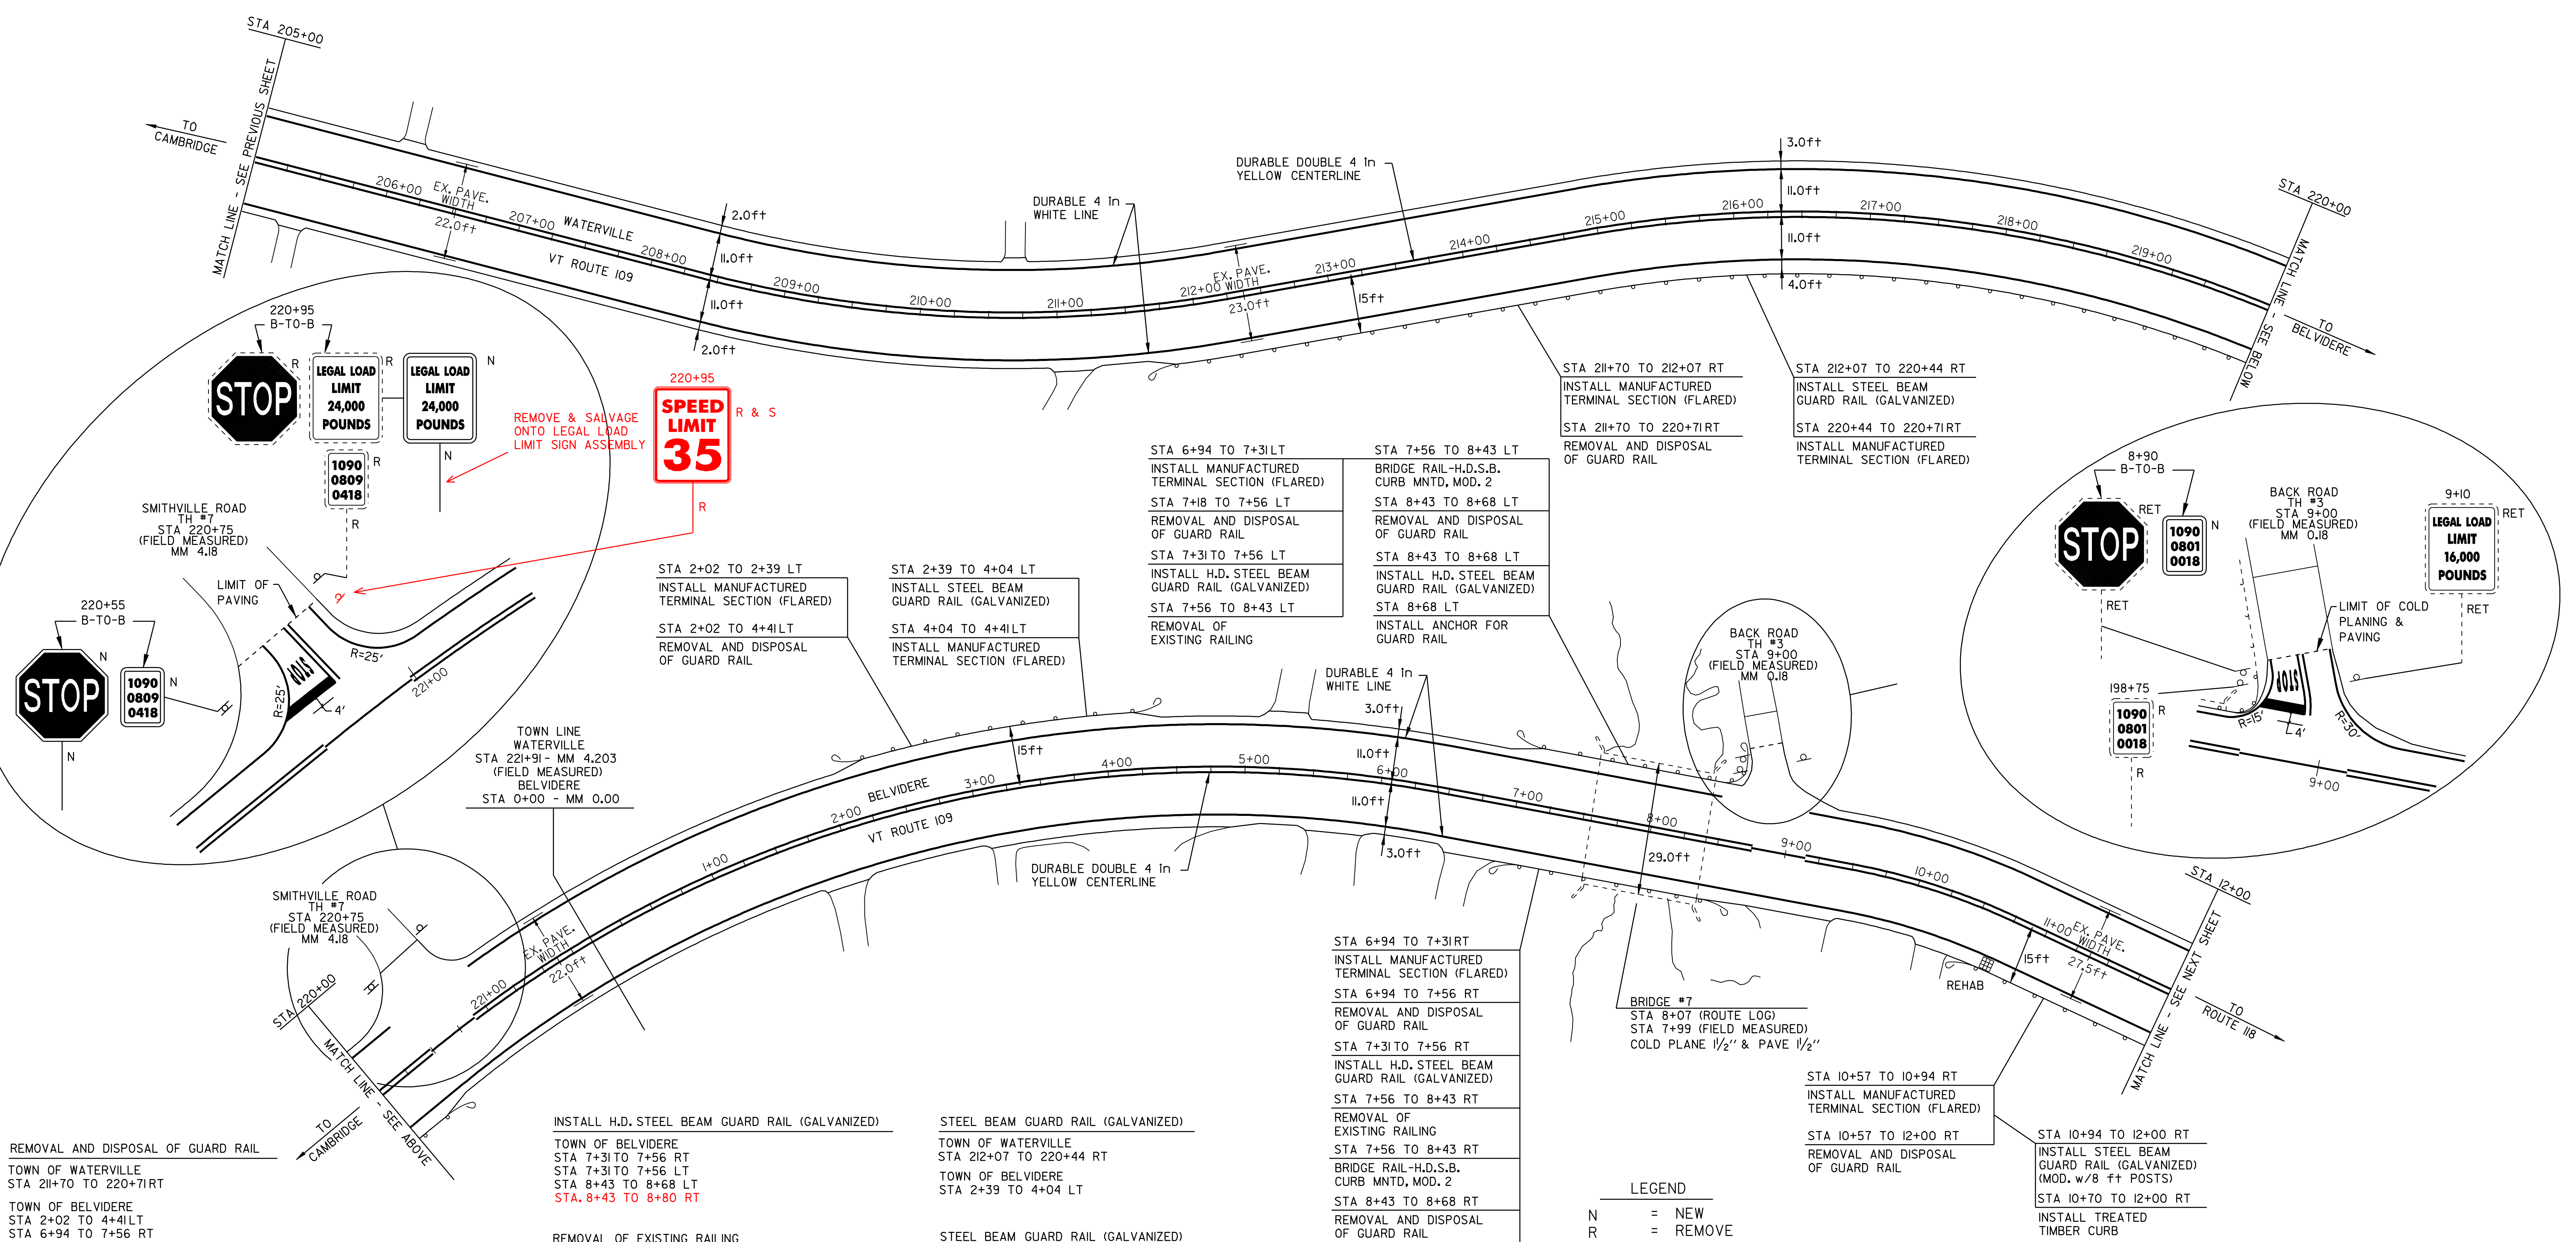 STA 205+00
MATCH LINE - SEE PREVIOUS SHEET
TO
CAMBRIDGE
206+00
EX. PAVE.
WIDTH
22.0ft
207+00
WATERVILLE
VT ROUTE 109
208+00
2.0ft
11.0ft
11.0ft
2.0ft
209+00
210+00
211+00
DURABLE 4 In
WHITE LINE
DURABLE DOUBLE 4 In
YELLOW CENTERLINE
212+00
EX. PAVE.
WIDTH
23.0ft
213+00
15ft
214+00
215+00
216+00
3.0ft
11.0ft
11.0ft
4.0ft
217+00
218+00
219+00
STA 220+00
MATCH LINE - SEE BELOW
TO
BELVIDERE
220+95
B-TO-B
STOP
R
LEGAL LOAD
LIMIT
24,000
POUNDS
R
LEGAL LOAD
LIMIT
24,000
POUNDS
N
N
1090
0809
0418
R
R
REMOVE & SALVAGE
ONTO LEGAL LOAD
LIMIT SIGN ASSEMBLY
220+95
SPEED
LIMIT
35
R & S
R
SMITHVILLE ROAD
TH #7
STA 220+75
(FIELD MEASURED)
MM 4.18
LIMIT OF
PAVING
220+55
B-TO-B
STOP
N
N
1090
0809
0418
N
STOP
R=25'
R=25'
4'
221+00
STA 211+70 TO 212+07 RT
INSTALL MANUFACTURED
TERMINAL SECTION (FLARED)
STA 211+70 TO 220+71 RT
REMOVAL AND DISPOSAL
OF GUARD RAIL
STA 212+07 TO 220+44 RT
INSTALL STEEL BEAM
GUARD RAIL (GALVANIZED)
STA 220+44 TO 220+71 RT
INSTALL MANUFACTURED
TERMINAL SECTION (FLARED)
STA 6+94 TO 7+31 LT
INSTALL MANUFACTURED
TERMINAL SECTION (FLARED)
STA 7+18 TO 7+56 LT
REMOVAL AND DISPOSAL
OF GUARD RAIL
STA 7+31 TO 7+56 LT
INSTALL H.D. STEEL BEAM
GUARD RAIL (GALVANIZED)
STA 7+56 TO 8+43 LT
REMOVAL OF
EXISTING RAILING
STA 7+56 TO 8+43 LT
BRIDGE RAIL-H.D.S.B.
CURB MNTD, MOD. 2
STA 8+43 TO 8+68 LT
REMOVAL AND DISPOSAL
OF GUARD RAIL
STA 8+43 TO 8+68 LT
INSTALL H.D. STEEL BEAM
GUARD RAIL (GALVANIZED)
STA 8+68 LT
INSTALL ANCHOR FOR
GUARD RAIL
8+90
B-TO-B
STOP
RET
RET
1090
0801
0018
N
BACK ROAD
TH #3
STA 9+00
(FIELD MEASURED)
MM 0.18
9+10
LEGAL LOAD
LIMIT
16,000
POUNDS
RET
RET
LIMIT OF COLD
PLANING &
PAVING
198+75
1090
0801
0018
R
R
STOP
R=15'
4'
R=30'
9+00
STA 2+02 TO 2+39 LT
INSTALL MANUFACTURED
TERMINAL SECTION (FLARED)
STA 2+02 TO 4+41 LT
REMOVAL AND DISPOSAL
OF GUARD RAIL
STA 2+39 TO 4+04 LT
INSTALL STEEL BEAM
GUARD RAIL (GALVANIZED)
STA 4+04 TO 4+41 LT
INSTALL MANUFACTURED
TERMINAL SECTION (FLARED)
TOWN LINE
WATERVILLE
STA 221+91 - MM 4.203
(FIELD MEASURED)
BELVIDERE
STA 0+00 - MM 0.00
BACK ROAD
TH #3
STA 9+00
(FIELD MEASURED)
MM 0.18
SMITHVILLE ROAD
TH #7
STA 220+75
(FIELD MEASURED)
MM 4.18
STA 220+00
MATCH LINE - SEE ABOVE
TO
CAMBRIDGE
221+00
EX. PAVE.
WIDTH
22.0ft
1+00
2+00
BELVIDERE
VT ROUTE 109
3+00
15ft
4+00
5+00
DURABLE DOUBLE 4 In
YELLOW CENTERLINE
DURABLE 4 In
WHITE LINE
3.0ft
11.0ft
6+00
11.0ft
3.0ft
7+00
8+00
29.0ft
9+00
10+00
11+00
EX. PAVE.
WIDTH
27.5ft
15ft
REHAB
STA 12+00
MATCH LINE - SEE NEXT SHEET
TO
ROUTE 118
BRIDGE #7
STA 8+07 (ROUTE LOG)
STA 7+99 (FIELD MEASURED)
COLD PLANE 1 1/2" & PAVE 1 1/2"
STA 6+94 TO 7+31 RT
INSTALL MANUFACTURED
TERMINAL SECTION (FLARED)
STA 6+94 TO 7+56 RT
REMOVAL AND DISPOSAL
OF GUARD RAIL
STA 7+31 TO 7+56 RT
INSTALL H.D. STEEL BEAM
GUARD RAIL (GALVANIZED)
STA 7+56 TO 8+43 RT
REMOVAL OF
EXISTING RAILING
STA 7+56 TO 8+43 RT
BRIDGE RAIL-H.D.S.B.
CURB MNTD, MOD. 2
STA 8+43 TO 8+68 RT
REMOVAL AND DISPOSAL
OF GUARD RAIL
STA 10+57 TO 10+94 RT
INSTALL MANUFACTURED
TERMINAL SECTION (FLARED)
STA 10+57 TO 12+00 RT
REMOVAL AND DISPOSAL
OF GUARD RAIL
STA 10+94 TO 12+00 RT
INSTALL STEEL BEAM
GUARD RAIL (GALVANIZED)
(MOD. w/8 ft POSTS)
STA 10+70 TO 12+00 RT
INSTALL TREATED
TIMBER CURB
REMOVAL AND DISPOSAL OF GUARD RAIL
TOWN OF WATERVILLE
STA 211+70 TO 220+71 RT
TOWN OF BELVIDERE
STA 2+02 TO 4+41 LT
STA 6+94 TO 7+56 RT
INSTALL H.D. STEEL BEAM GUARD RAIL (GALVANIZED)
TOWN OF BELVIDERE
STA 7+31 TO 7+56 RT
STA 7+31 TO 7+56 LT
STA 8+43 TO 8+68 LT
STA. 8+43 TO 8+80 RT
REMOVAL OF EXISTING RAILING
STEEL BEAM GUARD RAIL (GALVANIZED)
TOWN OF WATERVILLE
STA 212+07 TO 220+44 RT
TOWN OF BELVIDERE
STA 2+39 TO 4+04 LT
STEEL BEAM GUARD RAIL (GALVANIZED)
LEGEND
N = NEW
R = REMOVE